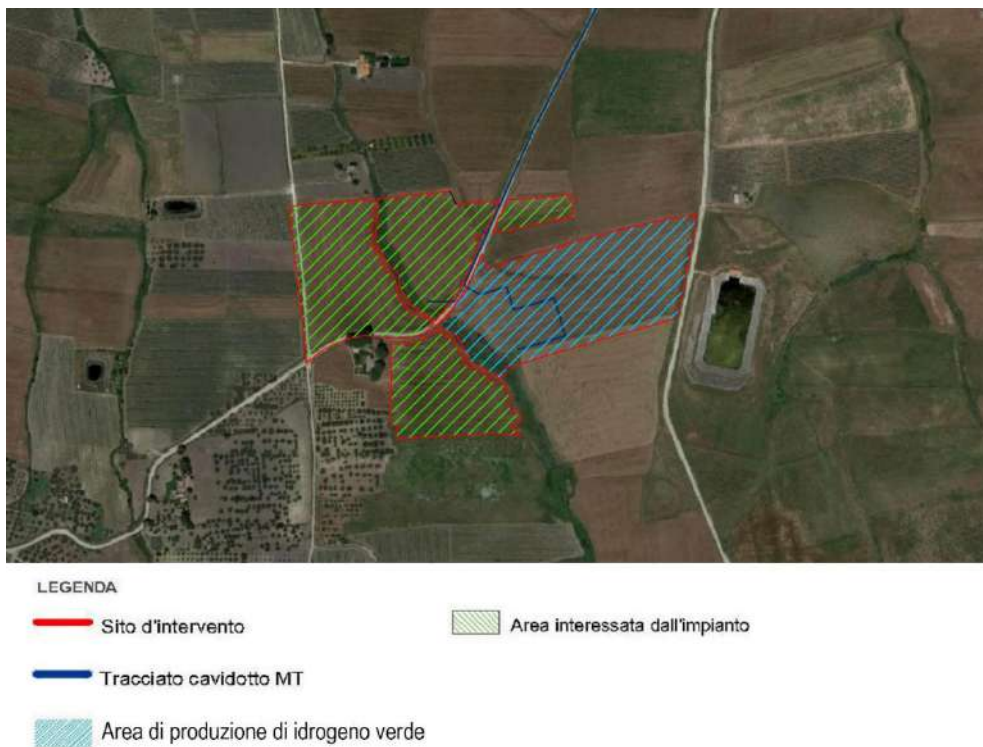 LEGENDA
Sito d'intervento
Area interessata dall'impianto
Tracciato cavidotto MT
Area di produzione di idrogeno verde